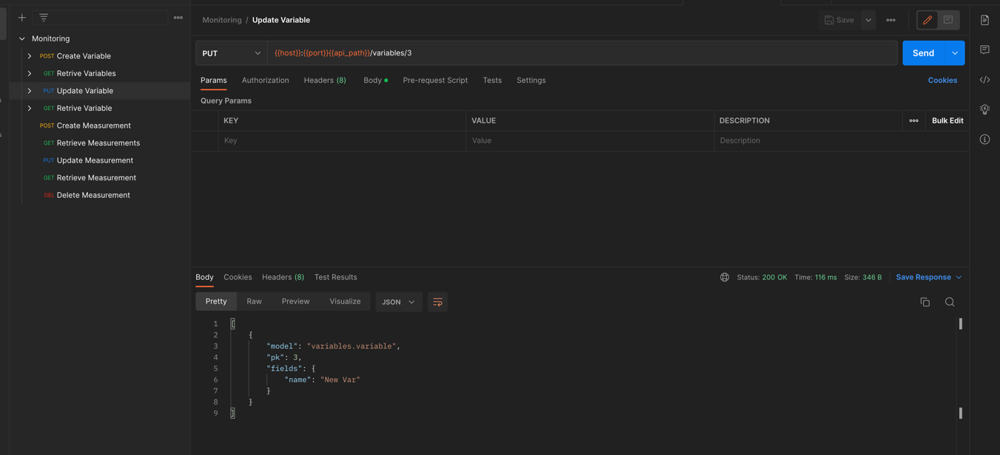 Monitoring / Update Variable
Save
Monitoring
POST Create Variable
GET Retrive Variables
PUT Update Variable
GET Retrive Variable
POST Create Measurement
GET Retrieve Measurements
PUT Update Measurement
GET Retrieve Measurement
DEL Delete Measurement
PUT
{{host}}:{{port}}{{api_path}}/variables/3
Send
Params Authorization Headers (8) Body Pre-request Script Tests Settings Cookies
Query Params
KEY VALUE DESCRIPTION Bulk Edit
Key Value Description
Body Cookies Headers (8) Test Results
Status: 200 OK Time: 116 ms Size: 346 B Save Response
Pretty Raw Preview Visualize JSON
1 [
2 {
3 "model": "variables.variable",
4 "pk": 3,
5 "fields": {
6 "name": "New Var"
7 }
8 }
9 ]